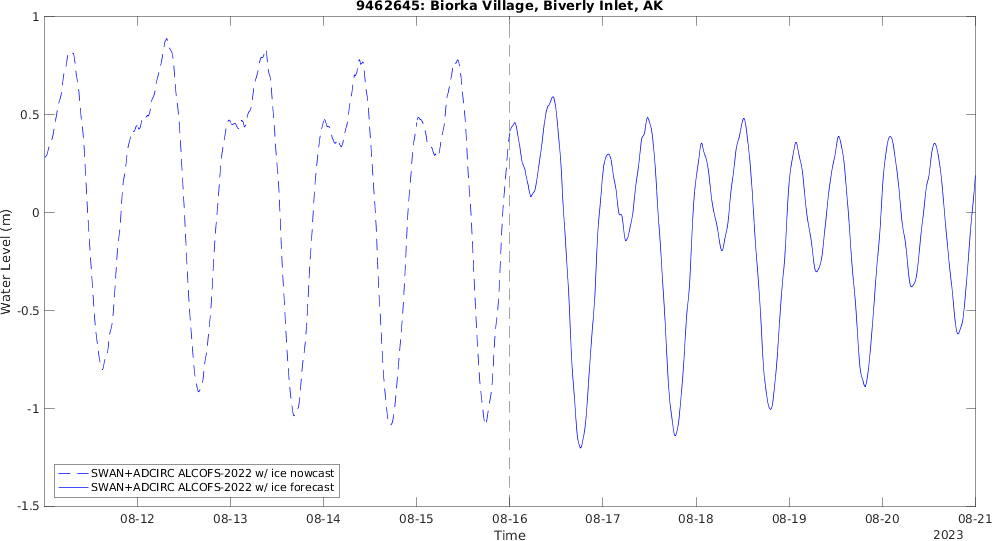 9462645: Biorka Village, Biverly Inlet, AK
1
0.5
0
-0.5
-1
-1.5
Water Level (m)
SWAN+ADCIRC ALCOFS-2022 w/ ice nowcast
SWAN+ADCIRC ALCOFS-2022 w/ ice forecast
08-12 08-13 08-14 08-15 08-16 08-17 08-18 08-19 08-20 08-21
Time
2023